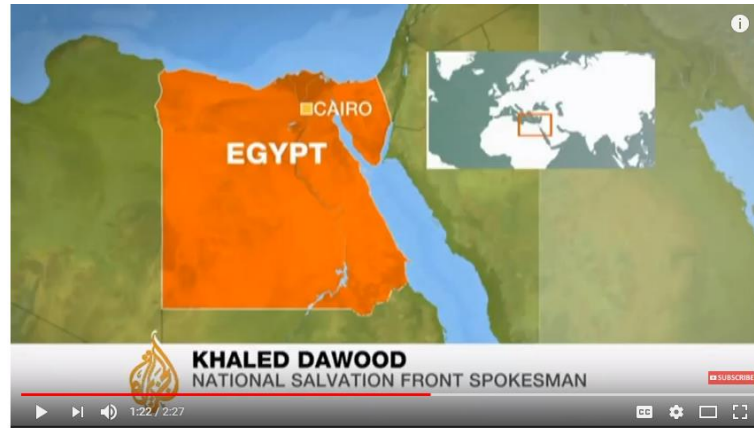 CAIRO
EGYPT
KHALED DAWOOD
NATIONAL SALVATION FRONT SPOKESMAN
SUBSCRIBE
1:22 / 2:27
CC